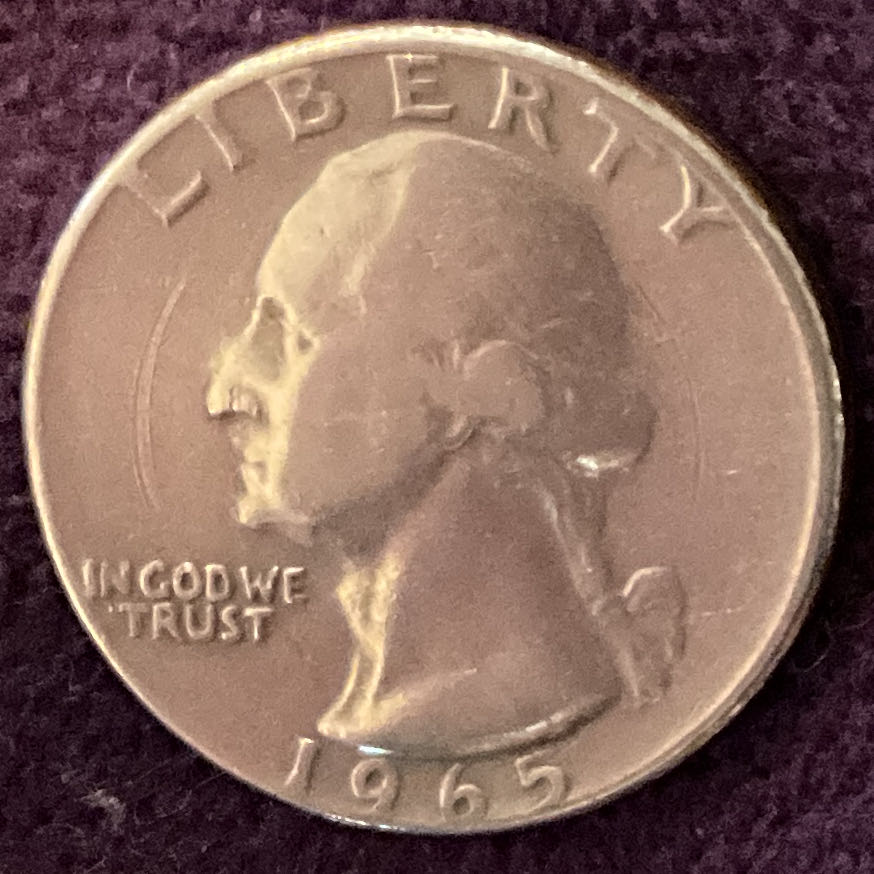 LIBERTY
IN GOD WE
TRUST
1965